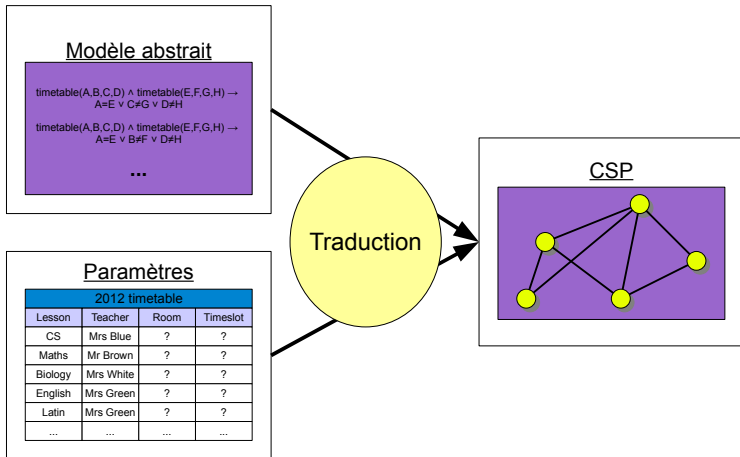 Modèle abstrait
timetable(A,B,C,D) ∧ timetable(E,F,G,H) →
A=E ∨ C≠G ∨ D≠H
timetable(A,B,C,D) ∧ timetable(E,F,G,H) →
A=E ∨ B≠F ∨ D≠H
...
Traduction
CSP
Paramètres
2012 timetable
Lesson Teacher Room Timeslot
CS Mrs Blue ? ?
Maths Mr Brown ? ?
Biology Mrs White ? ?
English Mrs Green ? ?
Latin Mrs Green ? ?
... ... ... ...